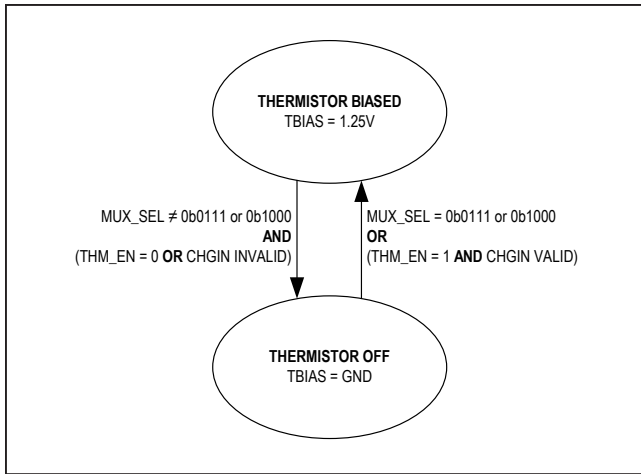 THERMISTOR BIASED
TBIAS = 1.25V
MUX_SEL ≠ 0b0111 or 0b1000
AND
(THM_EN = 0 OR CHGIN INVALID)
MUX_SEL = 0b0111 or 0b1000
OR
(THM_EN = 1 AND CHGIN VALID)
THERMISTOR OFF
TBIAS = GND